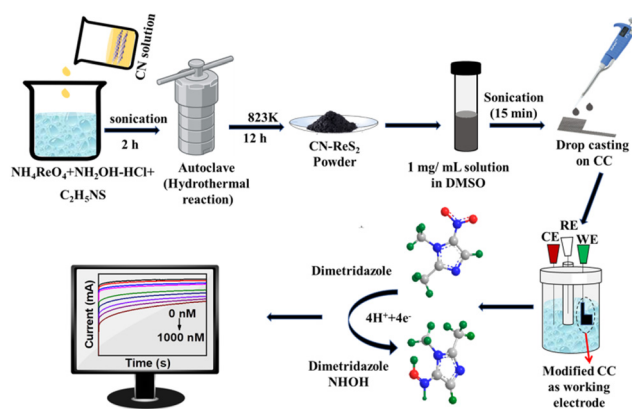 CN solution
sonication
2 h
NH₄ReO₄+NH₂OH-HCl+
C₂H₅NS
Autoclave
(Hydrothermal
reaction)
823K
12 h
CN-ReS₂
Powder
1 mg/ mL solution
in DMSO
Sonication
(15 min)
Drop casting
on CC
RE
CE
WE
Modified CC
as working
electrode
Dimetridazole
4H⁺+4e⁻
Dimetridazole
NHOH
Current (mA)
0 nM
1000 nM
Time (s)